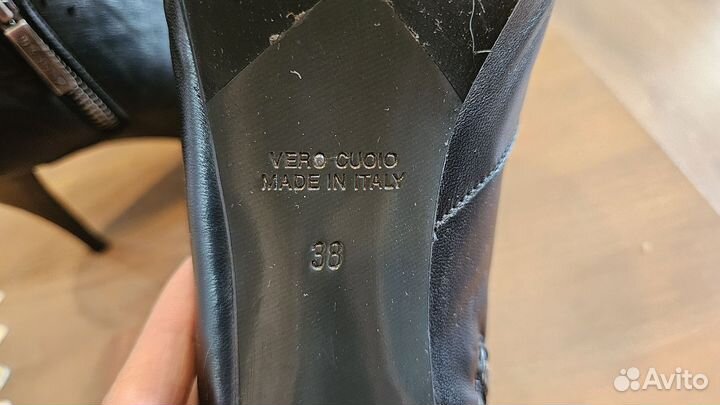 VERO CUOIO
MADE IN ITALY
38
Avito